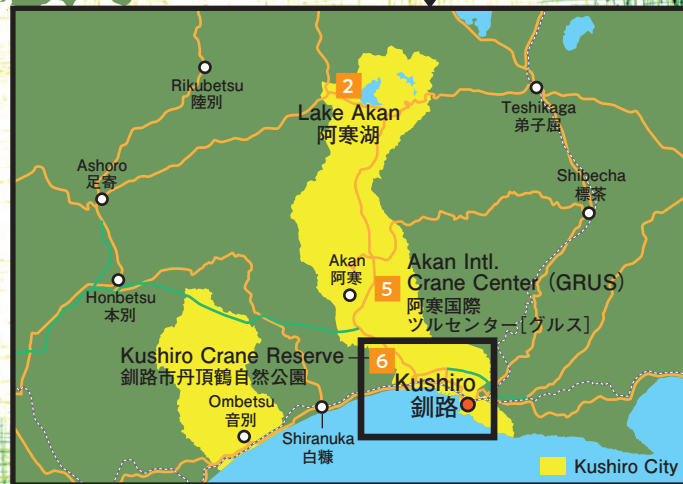 Rikubetsu
陸別
2
Lake Akan
阿寒湖
Teshikaga
弟子屈
Ashoro
足寄
Shibecha
標茶
Akan
阿寒
5
Akan Intl.
Crane Center (GRUS)
阿寒国際
ツルセンター[グルス]
Honbetsu
本別
Kushiro Crane Reserve
釧路市丹頂鶴自然公園
6
Kushiro
釧路
Ombetsu
音別
Shiranuka
白糠
Kushiro City